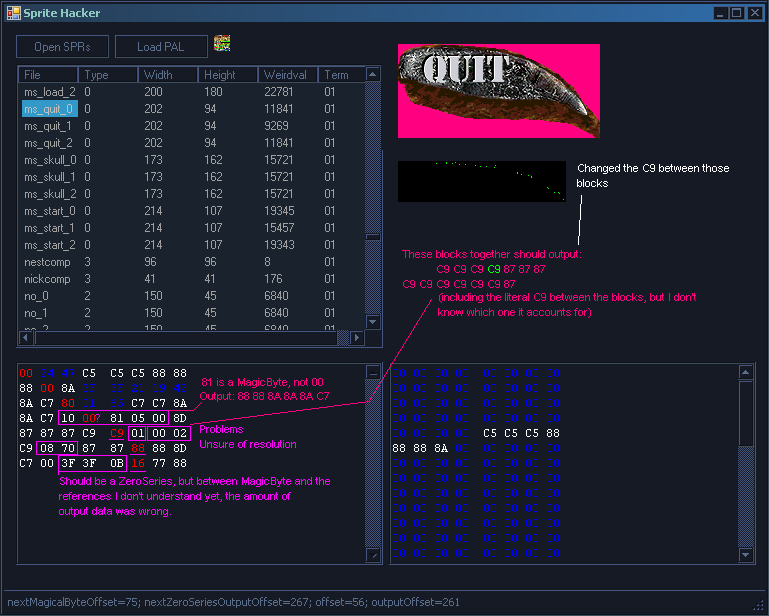 Sprite Hacker
Open SPRs Load PAL
QUIT
File Type Width Height Weirdval Term
ms_load_2 0 200 180 22781 01
ms_quit_0 0 202 94 11841 01
ms_quit_1 0 202 94 9269 01
ms_quit_2 0 202 94 11841 01
ms_skull_0 0 173 162 15721 01
ms_skull_1 0 173 162 15721 01
ms_skull_2 0 173 162 15721 01
ms_start_0 0 214 107 19345 01
ms_start_1 0 214 107 15457 01
ms_start_2 0 214 107 19343 01
nestcomp 3 96 96 8 01
nickcomp 3 41 41 176 01
no_0 2 150 45 6840 01
no_1 2 150 45 6840 01
no_2 2 150 45 6840 01
Changed the C9 between those
blocks
These blocks together should output:
C9 C9 C9 C9 87 87 87
C9 C9 C9 C9 C9 C9 87
(including the literal C9 between the blocks, but I don't
know which one it accounts for)
00 C5 C5 C5 88 88
88 00 8A
8A C7 80 C7 C7 8A
8A C7 10 00? 81 05 00 8D
87 87 87 C9 C9 01 00 02
C9 08 70 87 87 88 88 8D
C7 00 3F 3F 0B 16 77 88
81 is a MagicByte, not 00
Output: 88 88 8A 8A 8A C7
Problems
Unsure of resolution
Should be a ZeroSeries, but between MagicByte and the
references I don't understand yet, the amount of
output data was wrong.
C5 C5 C5 88
88 88 8A
nextMagicalByteOffset=75; nextZeroSeriesOutputOffset=267; offset=56; outputOffset=261